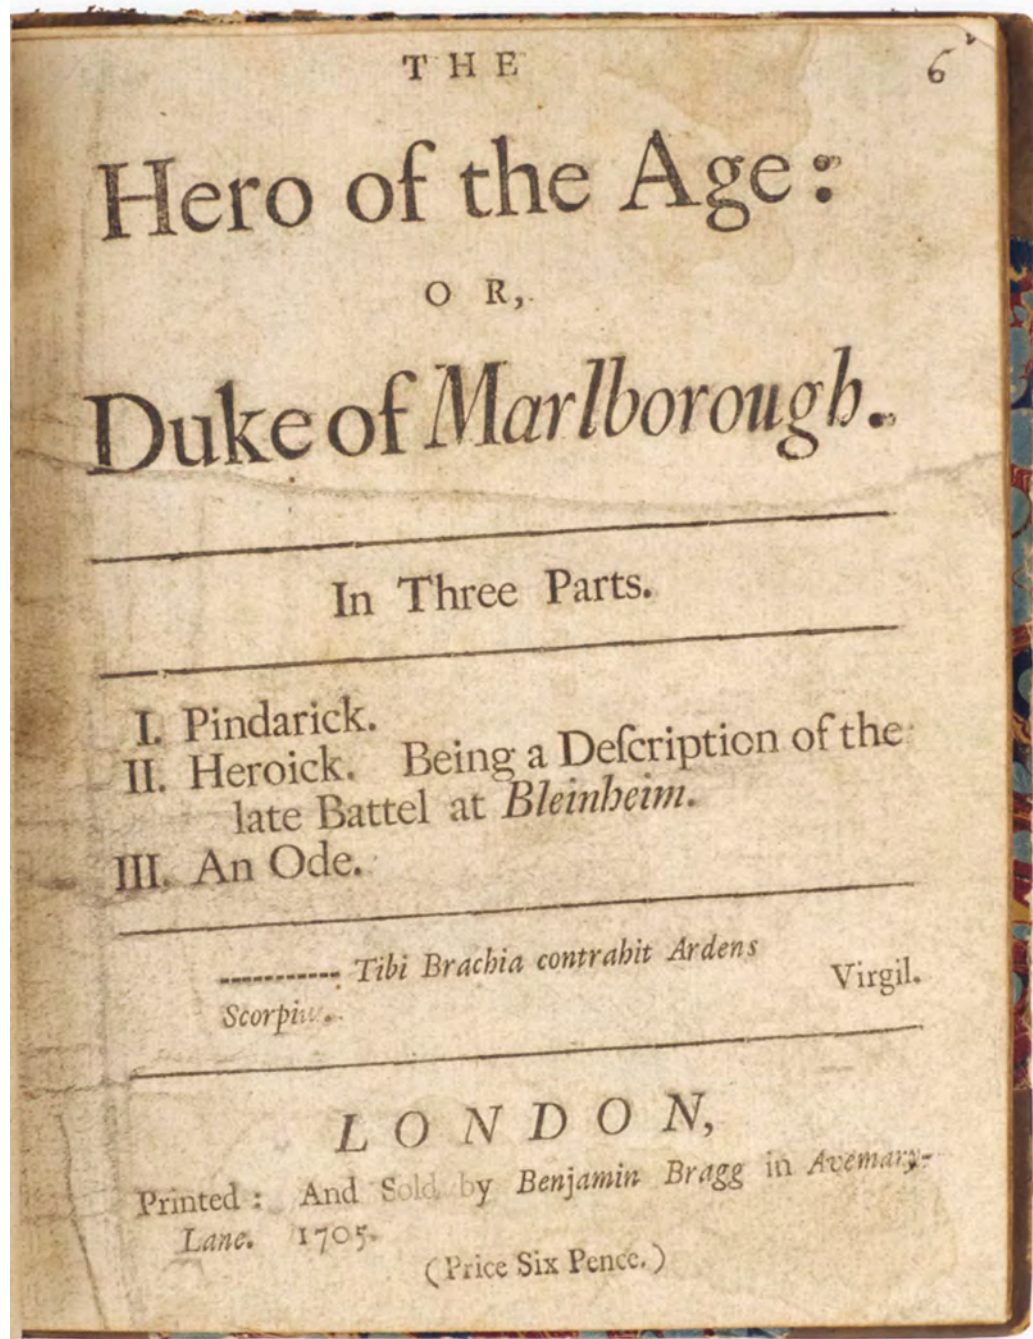 THE
6
Hero of the Age:
OR,
Duke of Marlborough.
In Three Parts.
I. Pindarick.
II. Heroick. Being a Deſcription of the
late Battel at Bleinheim.
III. An Ode.
----------- Tibi Brachia contrahit Ardens
Scorpius.
Virgil.
LONDON,
Printed: And Sold by Benjamin Bragg in Avemary-
Lane. 1705.
(Price Six Pence.)